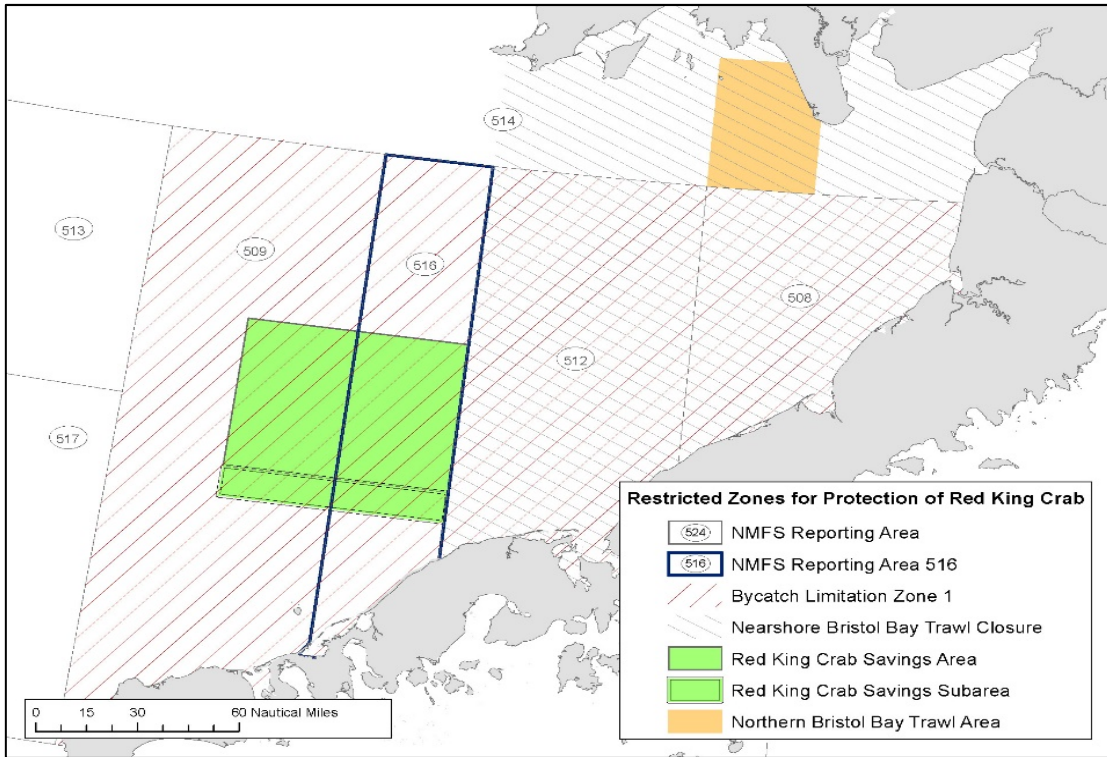 514
513
509
516
508
512
517
Restricted Zones for Protection of Red King Crab
524 NMFS Reporting Area
516 NMFS Reporting Area 516
Bycatch Limitation Zone 1
Nearshore Bristol Bay Trawl Closure
Red King Crab Savings Area
Red King Crab Savings Subarea
Northern Bristol Bay Trawl Area
0 15 30 60 Nautical Miles